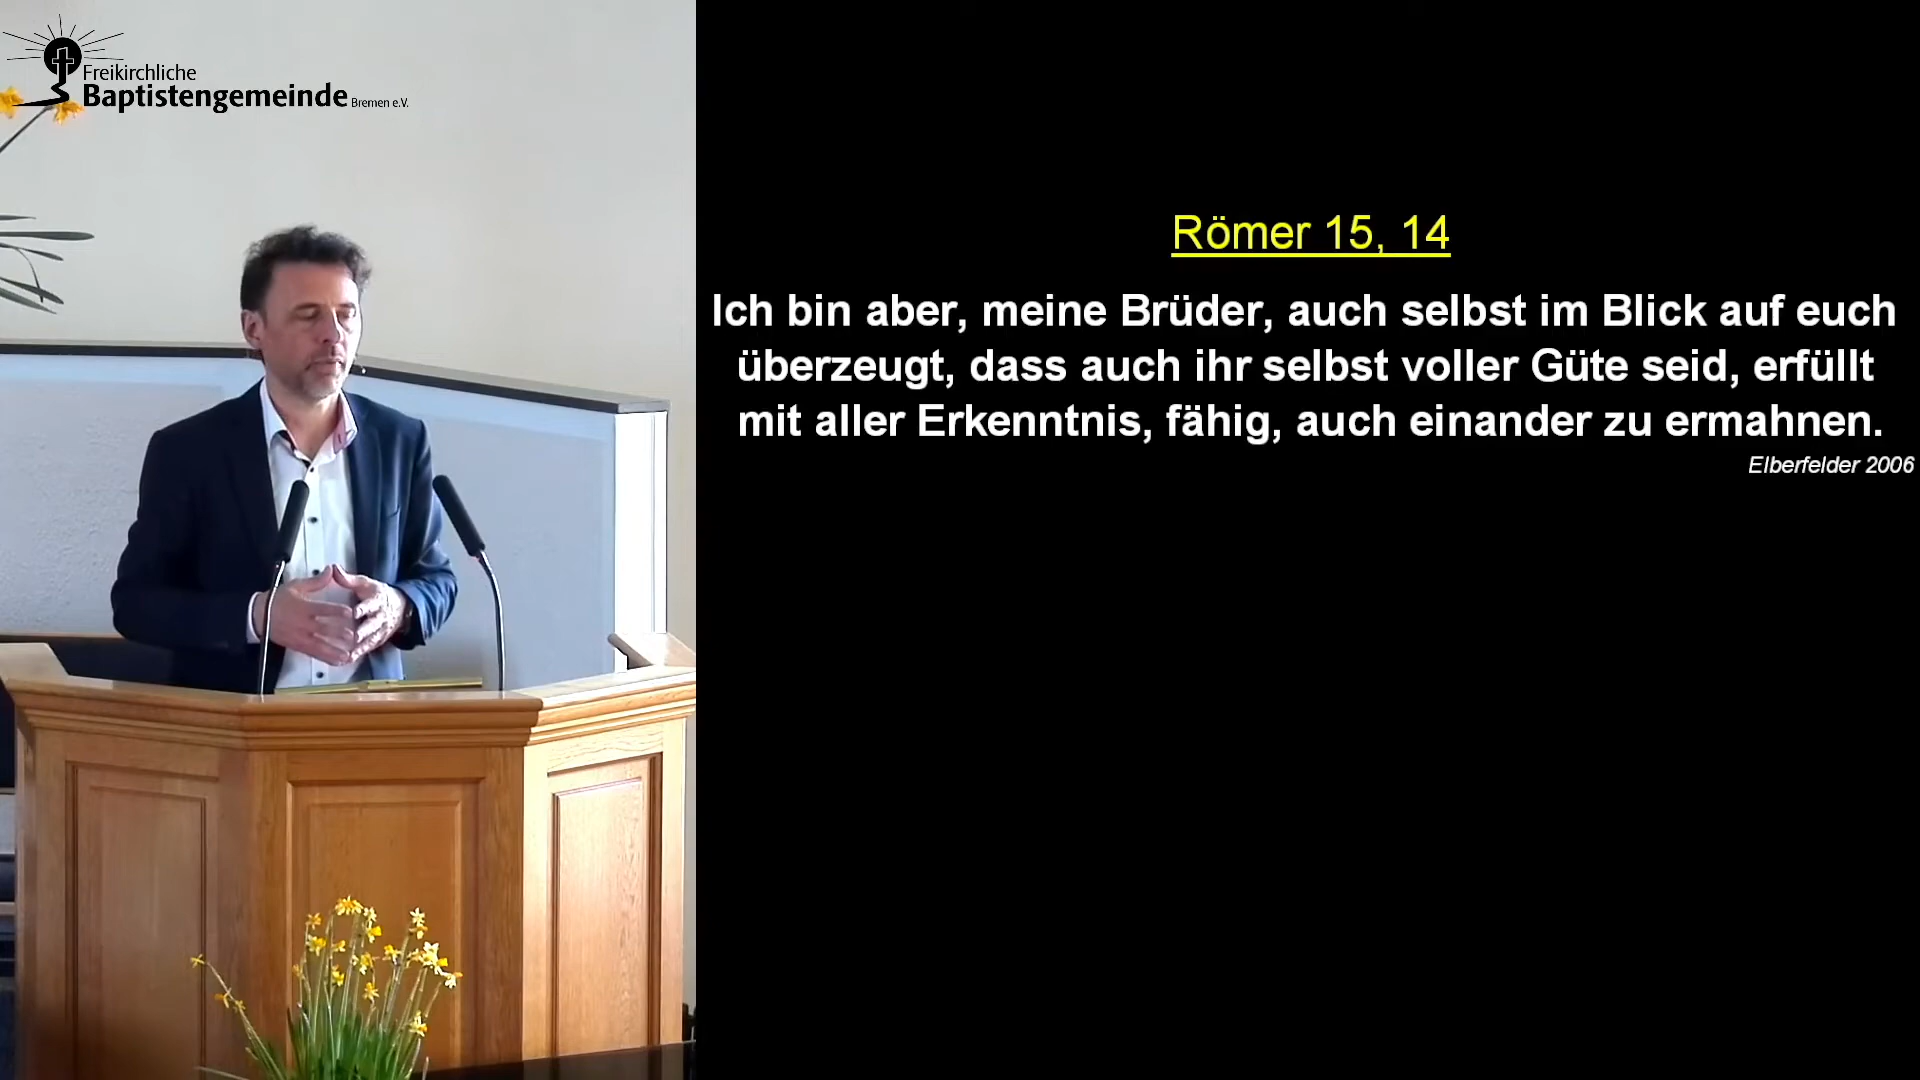 Freikirchliche
Baptistengemeinde Bremen e.V.
Römer 15, 14
Ich bin aber, meine Brüder, auch selbst im Blick auf euch
überzeugt, dass auch ihr selbst voller Güte seid, erfüllt
mit aller Erkenntnis, fähig, auch einander zu ermahnen.
Elberfelder 2006